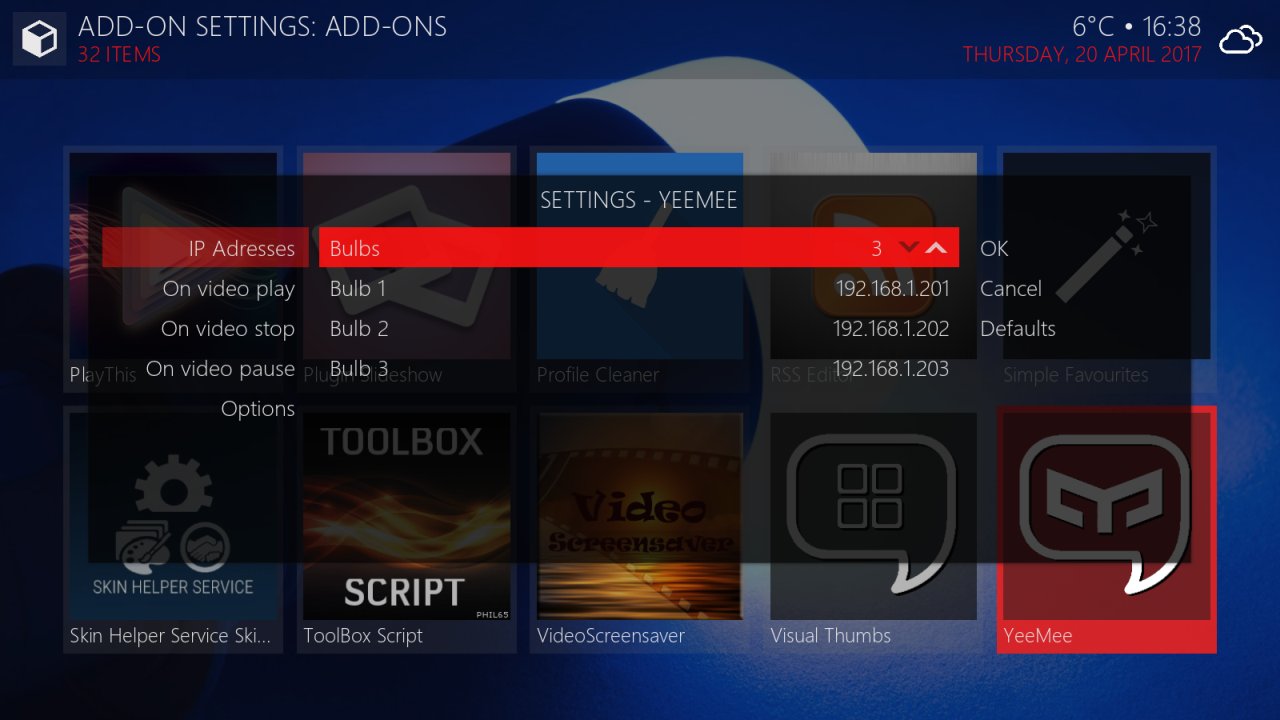 ADD-ON SETTINGS: ADD-ONS
32 ITEMS
6°C • 16:38
THURSDAY, 20 APRIL 2017
SETTINGS - YEEMEE
IP Adresses
On video play
On video stop
On video pause
Options
Bulbs 3
Bulb 1 192.168.1.201
Bulb 2 192.168.1.202
Bulb 3 192.168.1.203
OK
Cancel
Defaults
PlayThis
Plugin Slideshow
Profile Cleaner
RSS Editor
Simple Favourites
SKIN HELPER SERVICE
TOOLBOX
SCRIPT
PHIL65
Video
Screensaver
Skin Helper Service Ski...
ToolBox Script
VideoScreensaver
Visual Thumbs
YeeMee